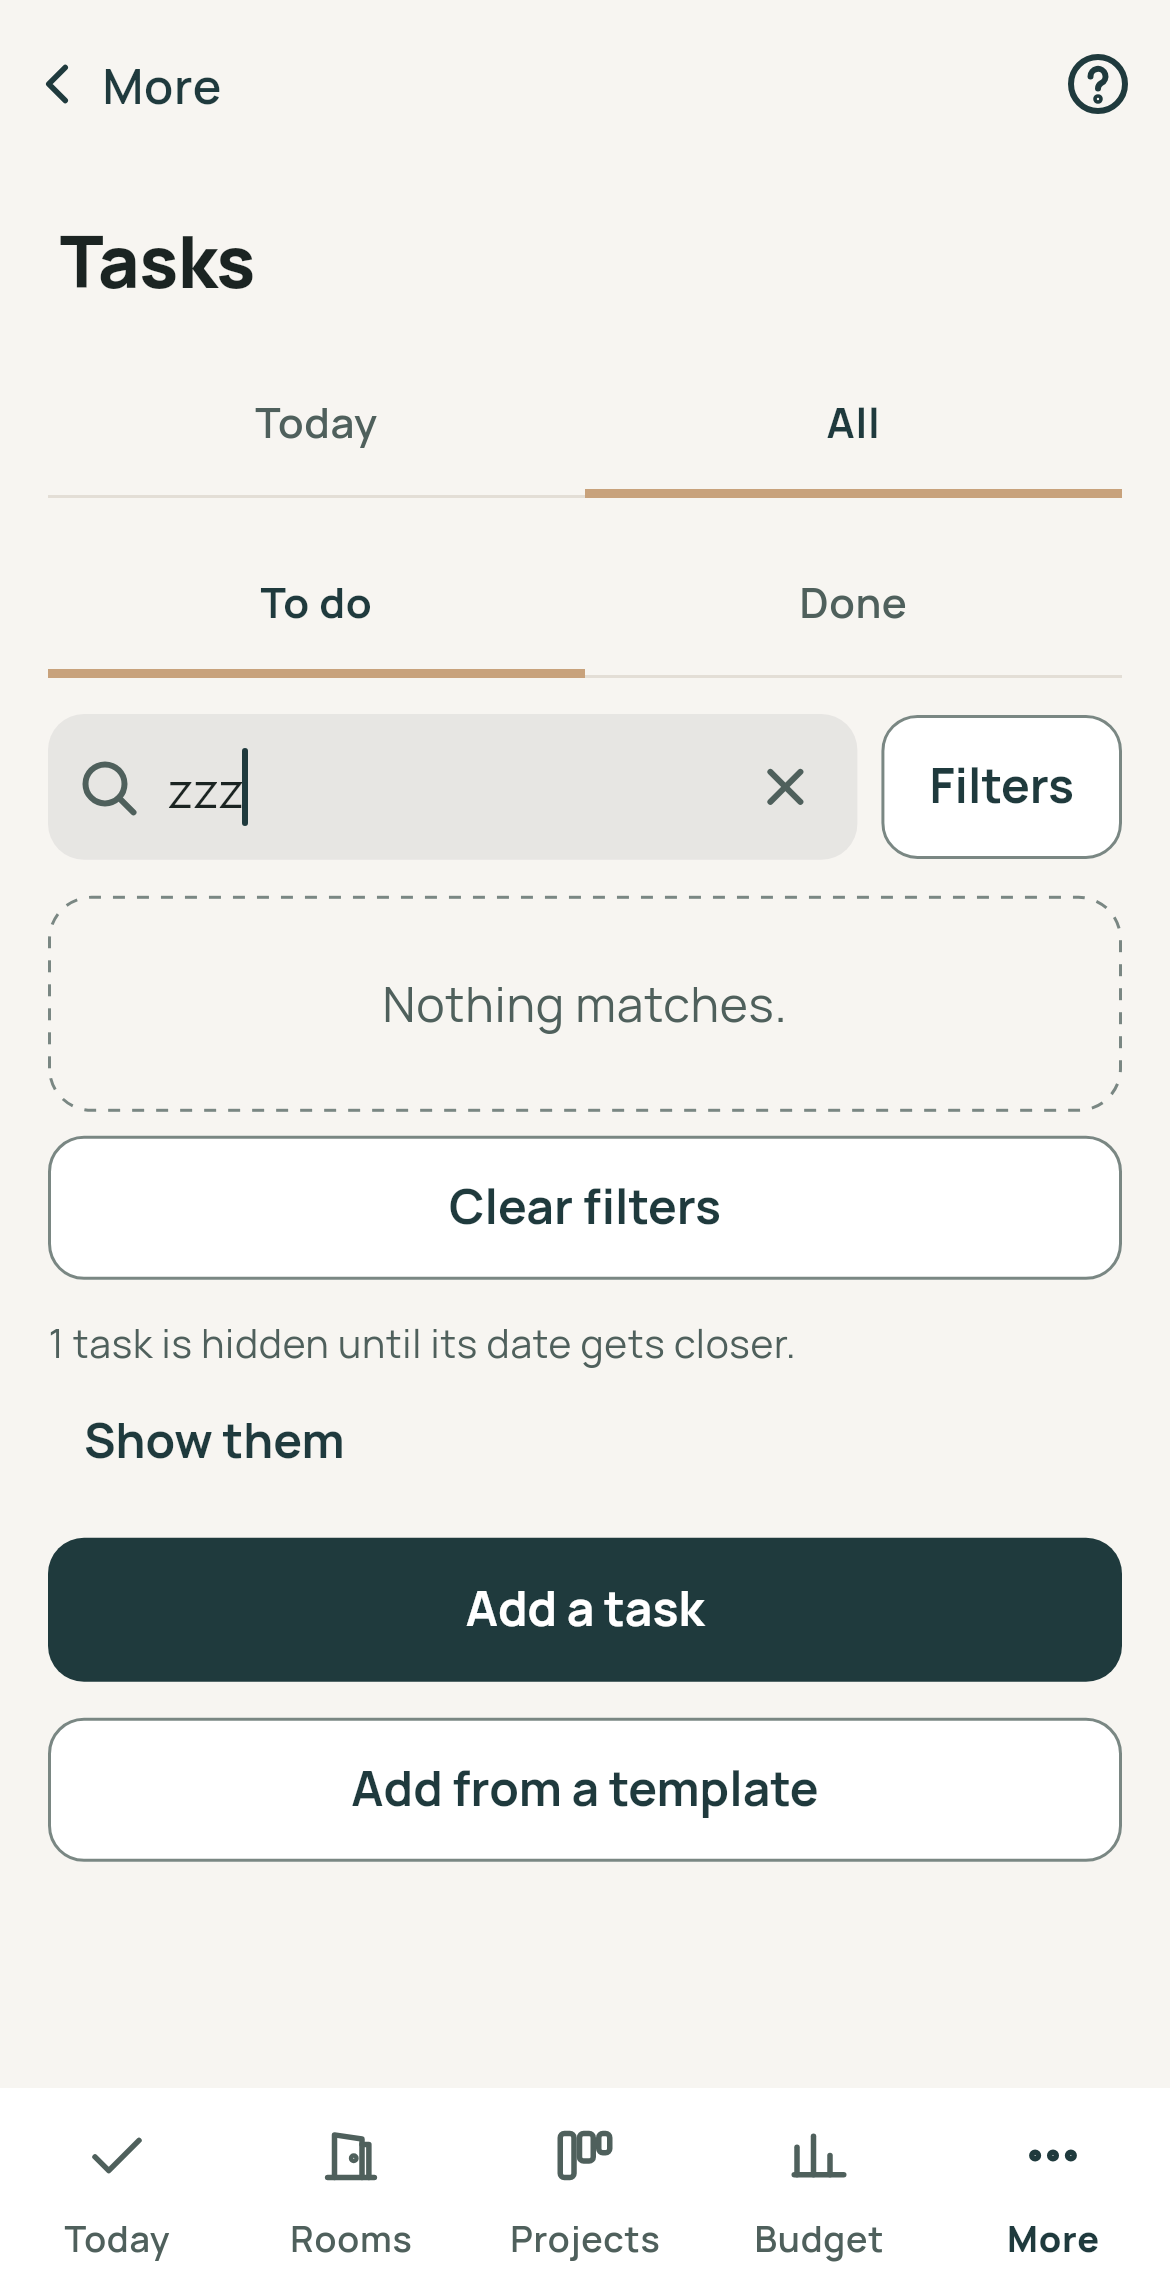 More
Tasks
Today
All
To do
Done
zzz
Filters
Nothing matches.
Clear filters
1 task is hidden until its date gets closer.
Show them
Add a task
Add from a template
Today
Rooms
Projects
Budget
More